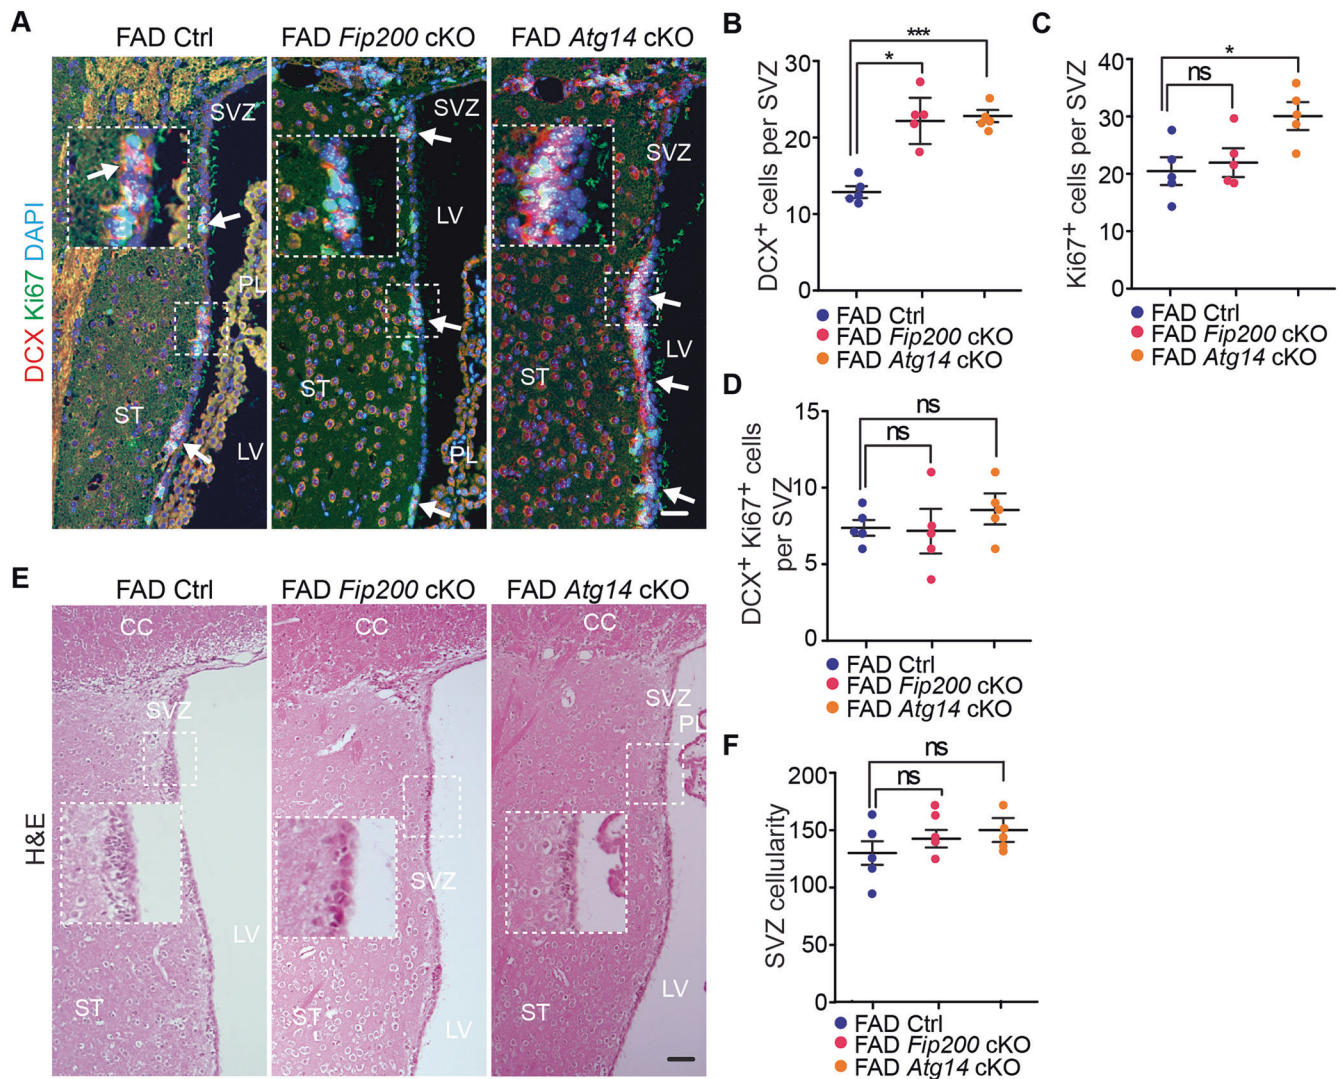 A
FAD Ctrl
FAD Fip200 cKO
FAD Atg14 cKO
DCX Ki67 DAPI
SVZ
PL
ST
LV
SVZ
LV
ST
PL
SVZ
LV
ST
B
DCX+ cells per SVZ
30
20
10
0
*
***
FAD Ctrl
FAD Fip200 cKO
FAD Atg14 cKO
C
Ki67+ cells per SVZ
40
30
20
10
0
ns
*
FAD Ctrl
FAD Fip200 cKO
FAD Atg14 cKO
D
DCX+ Ki67+ cells
per SVZ
15
10
5
0
ns
ns
FAD Ctrl
FAD Fip200 cKO
FAD Atg14 cKO
E
FAD Ctrl
FAD Fip200 cKO
FAD Atg14 cKO
H&E
CC
SVZ
LV
ST
CC
SVZ
ST
LV
CC
SVZ
PL
LV
ST
F
SVZ cellularity
200
150
100
50
0
ns
ns
FAD Ctrl
FAD Fip200 cKO
FAD Atg14 cKO